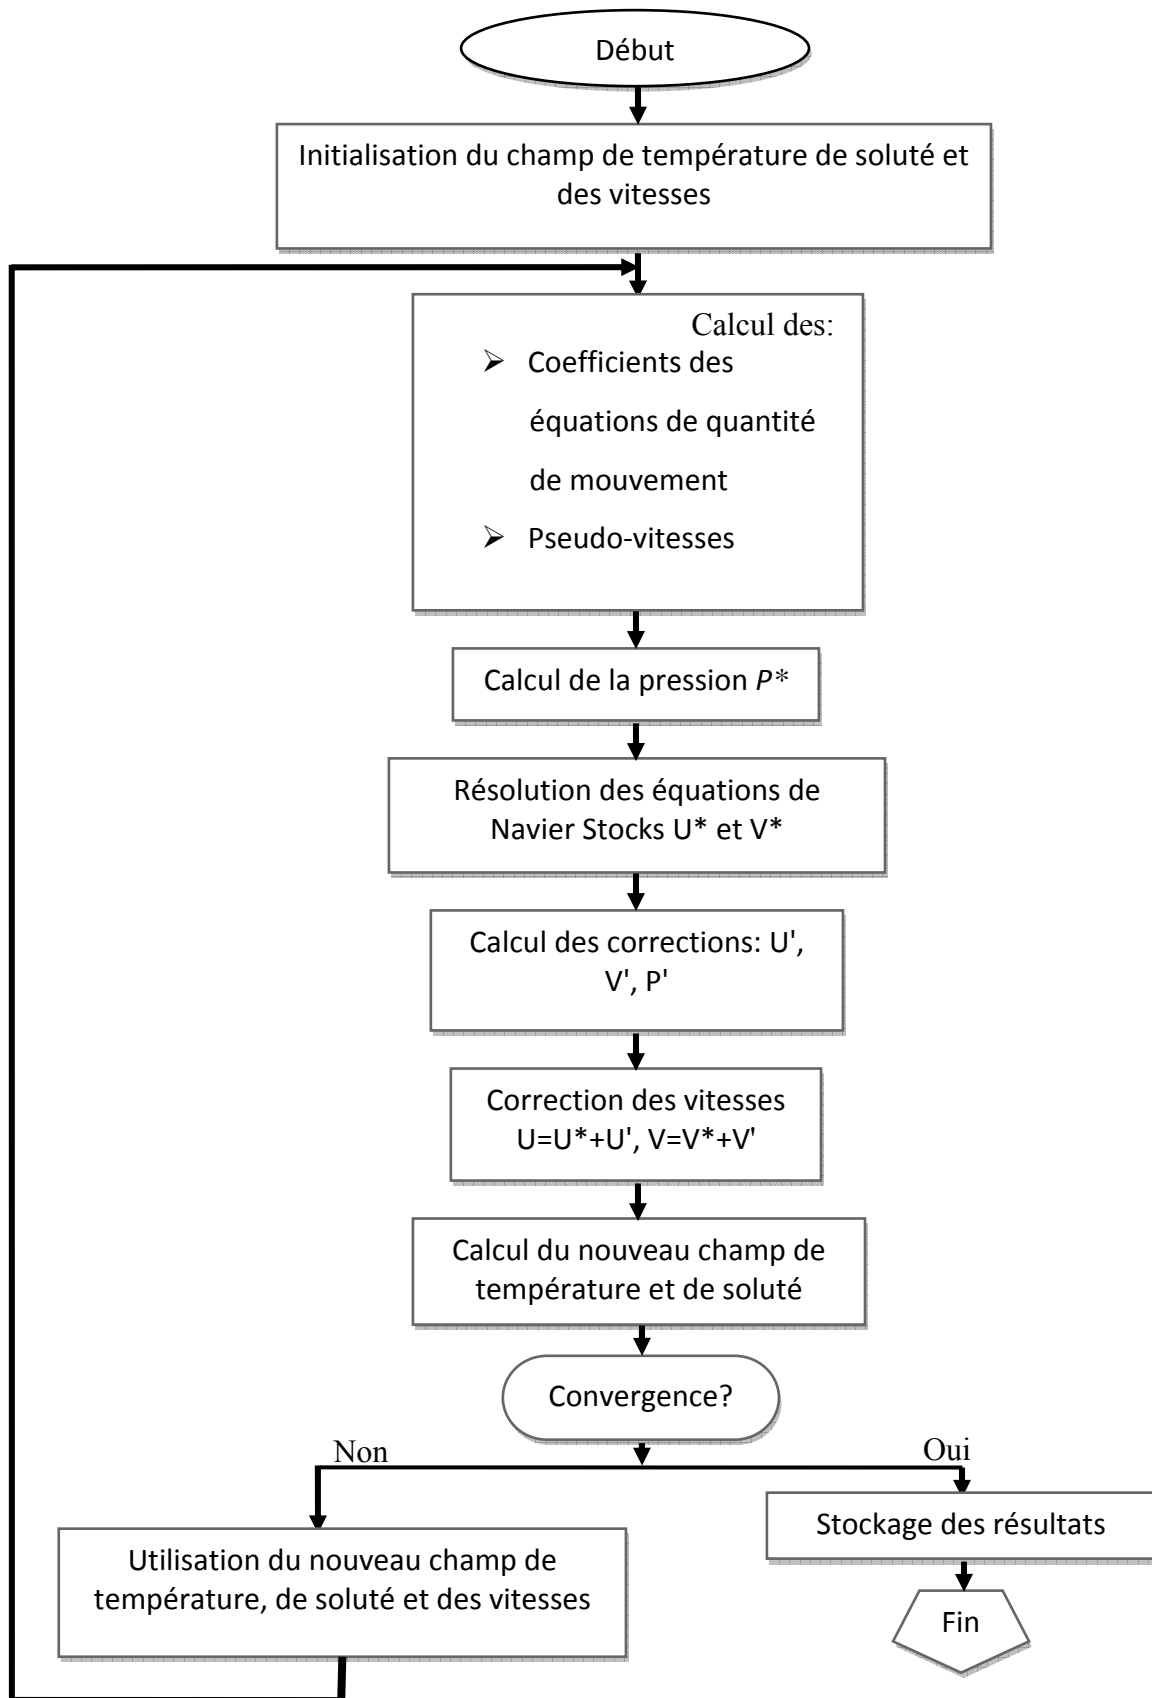 Début
Initialisation du champ de température de soluté et
des vitesses
Calcul des:
➢ Coefficients des
équations de quantité
de mouvement
➢ Pseudo-vitesses
Calcul de la pression P*
Résolution des équations de
Navier Stocks U* et V*
Calcul des corrections: U',
V', P'
Correction des vitesses
U=U*+U', V=V*+V'
Calcul du nouveau champ de
température et de soluté
Convergence?
Non
Oui
Stockage des résultats
Utilisation du nouveau champ de
température, de soluté et des vitesses
Fin